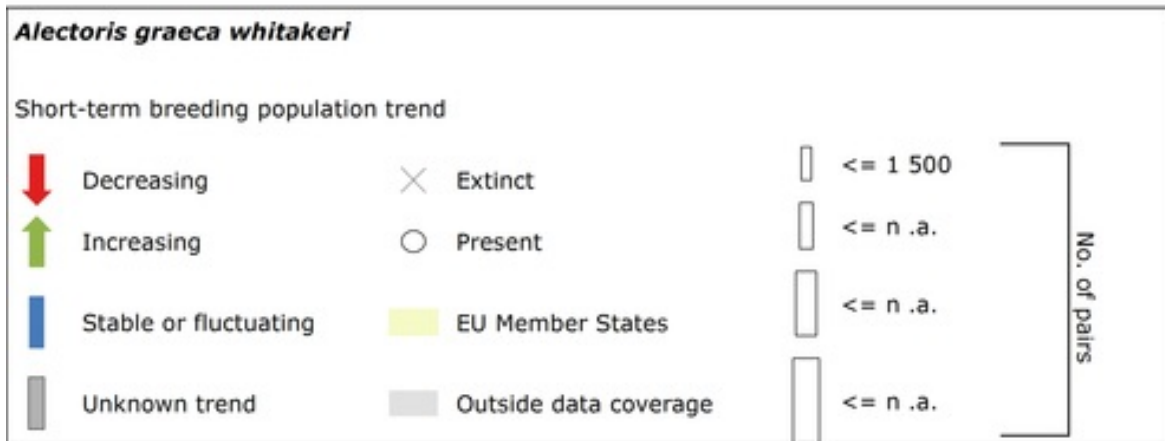 Alectoris graeca whitakeri
Short-term breeding population trend
Decreasing
Increasing
Stable or fluctuating
Unknown trend
Extinct
Present
EU Member States
Outside data coverage
<= 1 500
<= n .a.
<= n .a.
<= n .a.
No. of pairs